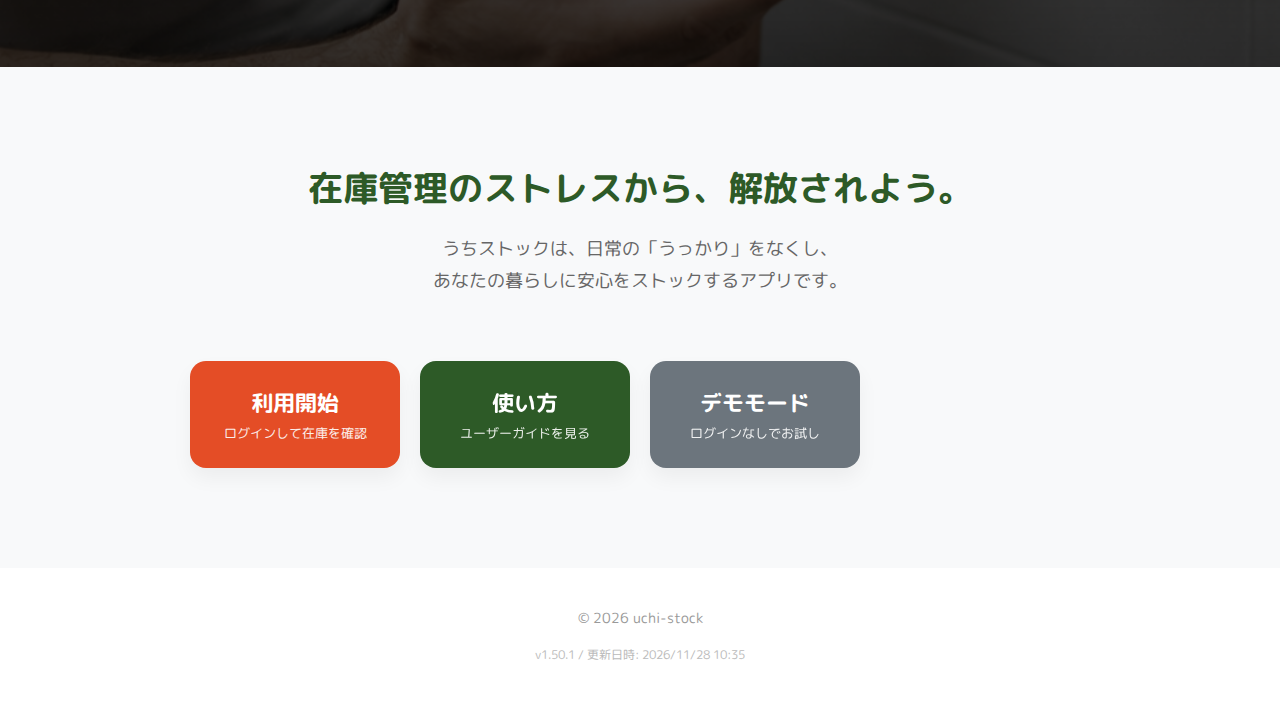 在庫管理のストレスから、解放されよう。
うちストックは、日常の「うっかり」をなくし、
あなたの暮らしに安心をストックするアプリです。
利用開始
ログインして在庫を確認
使い方
ユーザーガイドを見る
デモモード
ログインなしでお試し
© 2026 uchi-stock
v1.50.1 / 更新日時: 2026/11/28 10:35